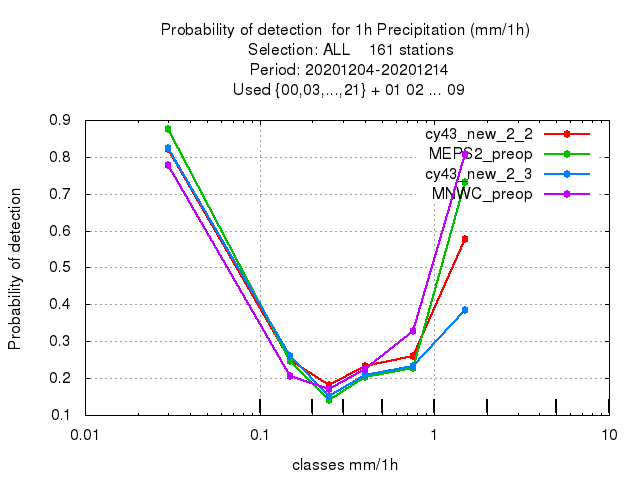 Probability of detection  for 1h Precipitation (mm/1h)
Selection: ALL    161 stations
Period: 20201204-20201214
Used {00,03,...,21} + 01 02 ... 09
cy43_new_2_2
MEPS2_preop
cy43_new_2_3
MNWC_preop
Probability of detection
0.9
0.8
0.7
0.6
0.5
0.4
0.3
0.2
0.1
0.01 0.1 1 10
classes mm/1h